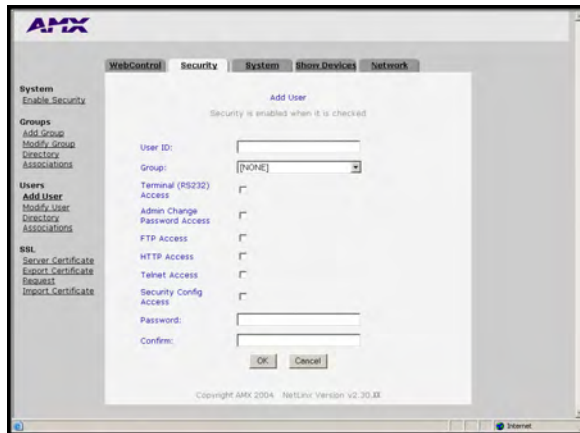 AMX
WebControl Security System Show Devices Network
System
Enable Security
Groups
Add Group
Modify Group
Directory
Associations
Users
Add User
Modify User
Directory
Associations
SSL
Server Certificate
Export Certificate
Request
Import Certificate
Add User
Security is enabled when it is checked
User ID:
Group: [NONE]
Terminal (RS232)
Access
Admin Change
Password Access
FTP Access
HTTP Access
Telnet Access
Security Config
Access
Password:
Confirm:
OK Cancel
Copyright AMX 2004 NetLinx Version v2.30.XX
Internet